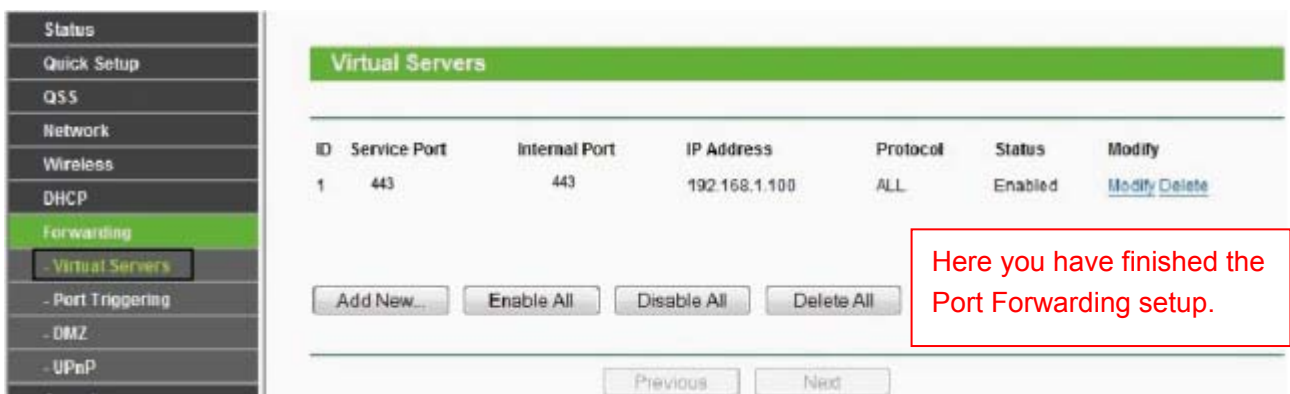 Status
Quick Setup
QSS
Network
Wireless
DHCP
Forwarding
- Virtual Servers
- Port Triggering
- DMZ
- UPnP
Virtual Servers
ID Service Port Internal Port IP Address Protocol Status Modify
1 443 443 192.168.1.100 ALL Enabled Modify Delete
Add New... Enable All Disable All Delete All
Here you have finished the
Port Forwarding setup.
Previous Next